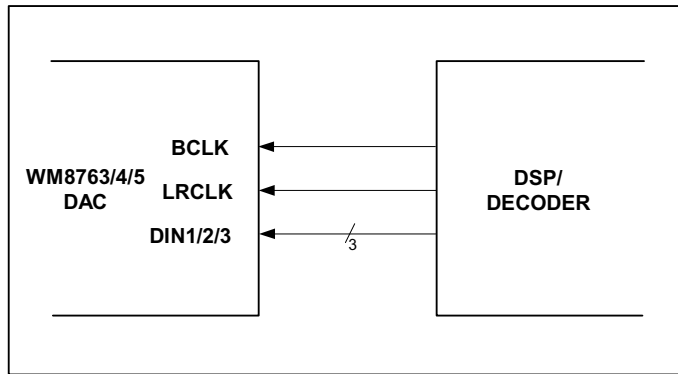 WM8763/4/5
DAC
BCLK
LRCLK
DIN1/2/3
3
DSP/
DECODER